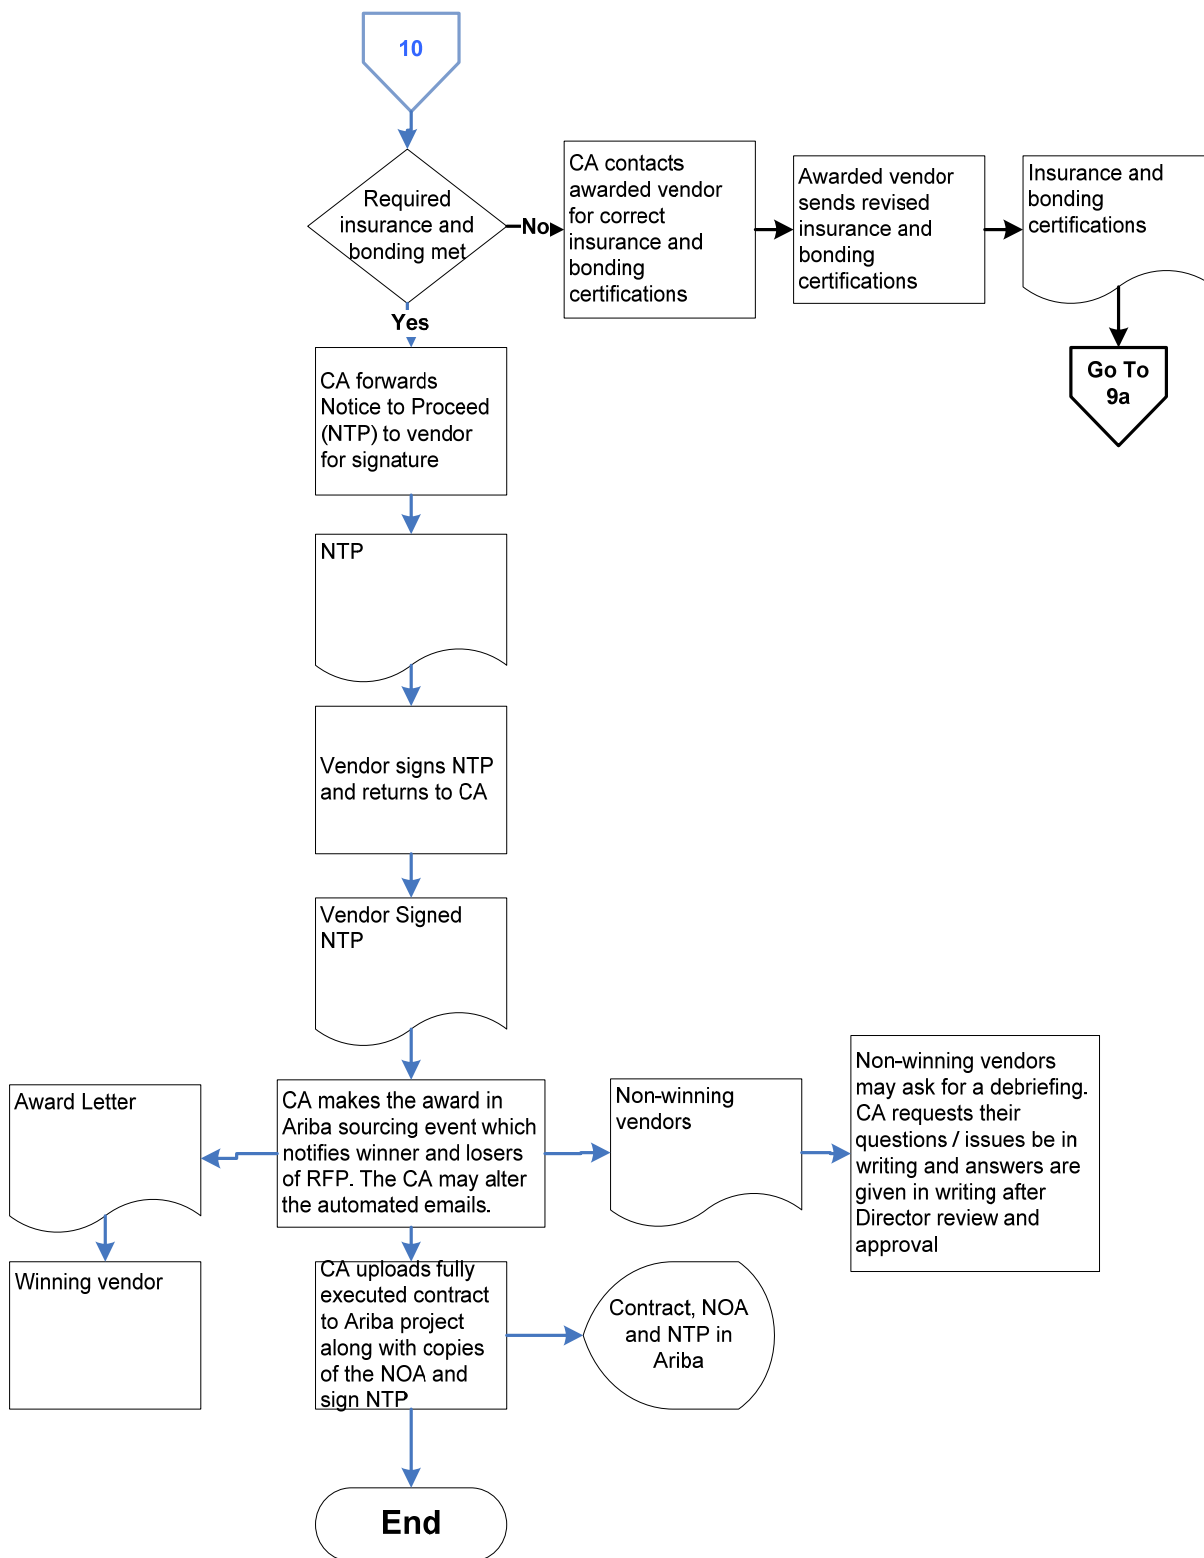 10
Required
insurance and
bonding met
No
CA contacts
awarded vendor
for correct
insurance and
bonding
certifications
Awarded vendor
sends revised
insurance and
bonding
certifications
Insurance and
bonding
certifications
Go To
9a
Yes
CA forwards
Notice to Proceed
(NTP) to vendor
for signature
NTP
Vendor signs NTP
and returns to CA
Vendor Signed
NTP
Award Letter
Winning vendor
CA makes the award in
Ariba sourcing event which
notifies winner and losers
of RFP. The CA may alter
the automated emails.
Non-winning
vendors
Non-winning vendors
may ask for a debriefing.
CA requests their
questions / issues be in
writing and answers are
given in writing after
Director review and
approval
CA uploads fully
executed contract
to Ariba project
along with copies
of the NOA and
sign NTP
Contract, NOA
and NTP in
Ariba
End